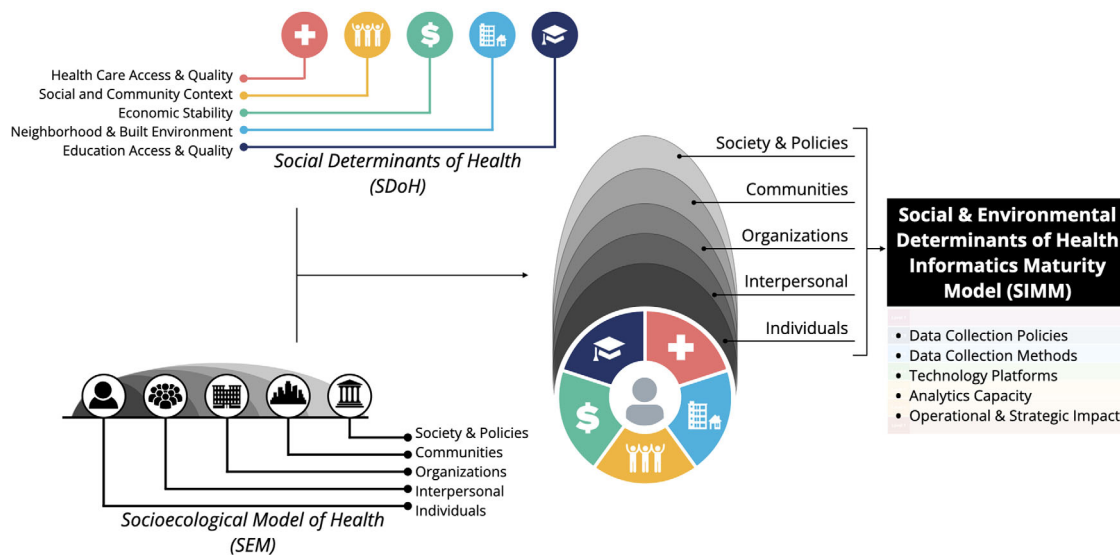 Health Care Access & Quality
Social and Community Context
Economic Stability
Neighborhood & Built Environment
Education Access & Quality
Social Determinants of Health
(SDoH)
Society & Policies
Communities
Organizations
Interpersonal
Individuals
Socioecological Model of Health
(SEM)
Society & Policies
Communities
Organizations
Interpersonal
Individuals
Social & Environmental
Determinants of Health
Informatics Maturity
Model (SIMM)
• Data Collection Policies
• Data Collection Methods
• Technology Platforms
• Analytics Capacity
• Operational & Strategic Impact